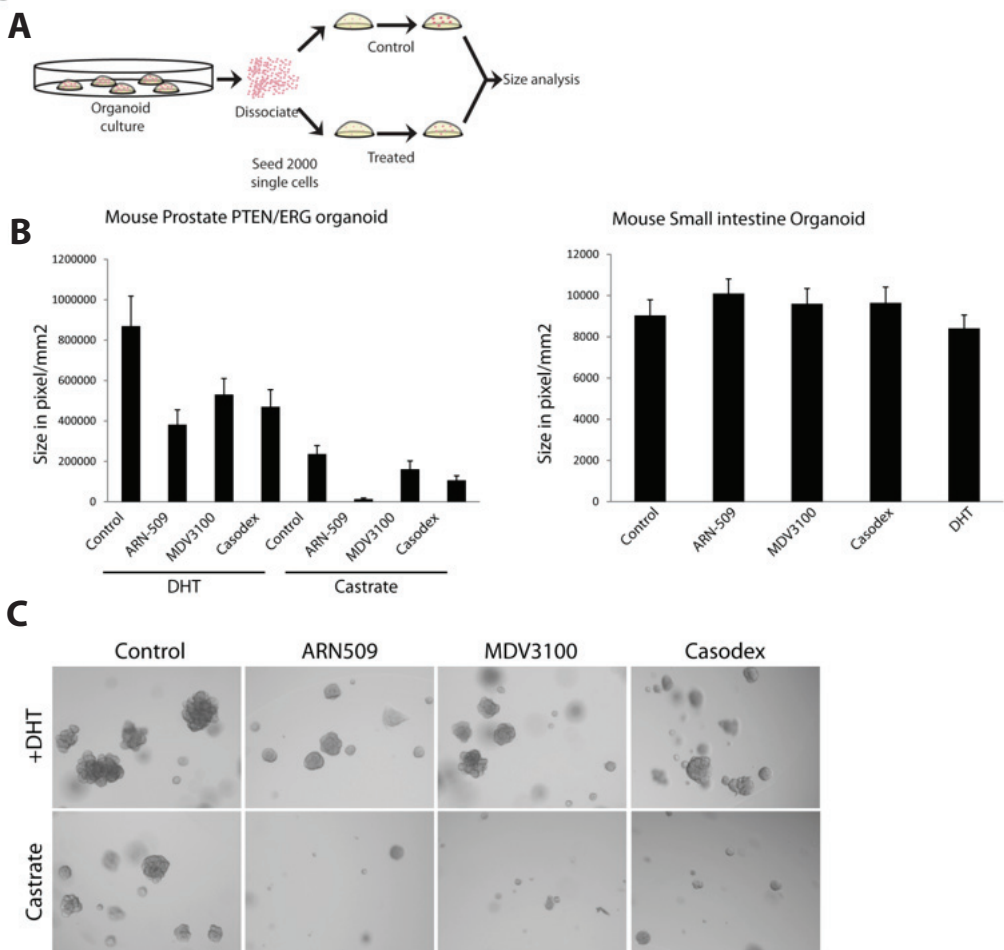 A
Organoid
culture
Dissociate
Seed 2000
single cells
Control
Treated
Size analysis
B
Mouse Prostate PTEN/ERG organoid
Size in pixel/mm2
1200000
1000000
800000
600000
400000
200000
0
Control
ARN-509
MDV3100
Casodex
Control
ARN-509
MDV3100
Casodex
DHT
Castrate
Mouse Small intestine Organoid
Size in pixel/mm2
12000
10000
8000
6000
4000
2000
0
Control
ARN-509
MDV3100
Casodex
DHT
C
Control
ARN509
MDV3100
Casodex
+DHT
Castrate